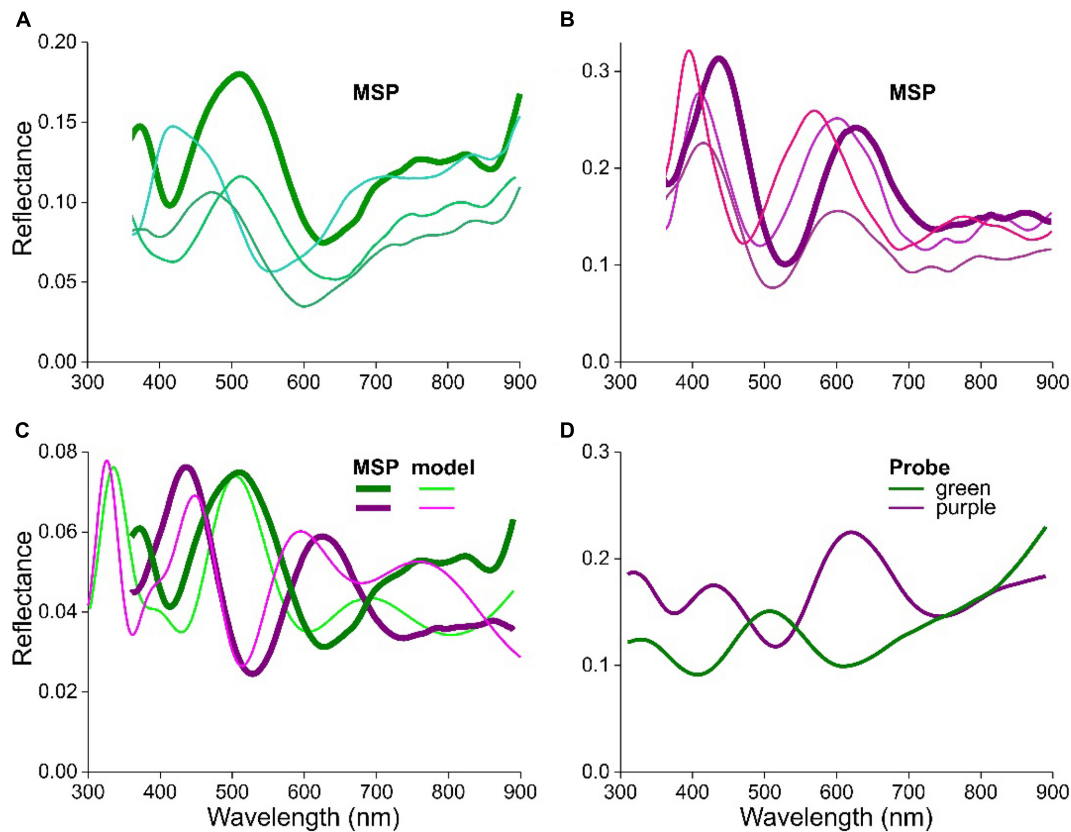 A
0.20
0.15
0.10
0.05
0.00
Reflectance
MSP
300 400 500 600 700 800 900
B
0.3
0.2
0.1
0.0
MSP
300 400 500 600 700 800 900
C
0.08
0.06
0.04
0.02
0.00
Reflectance
MSP model
300 400 500 600 700 800 900
Wavelength (nm)
D
0.3
0.2
0.1
0.0
Probe
green
purple
300 400 500 600 700 800 900
Wavelength (nm)